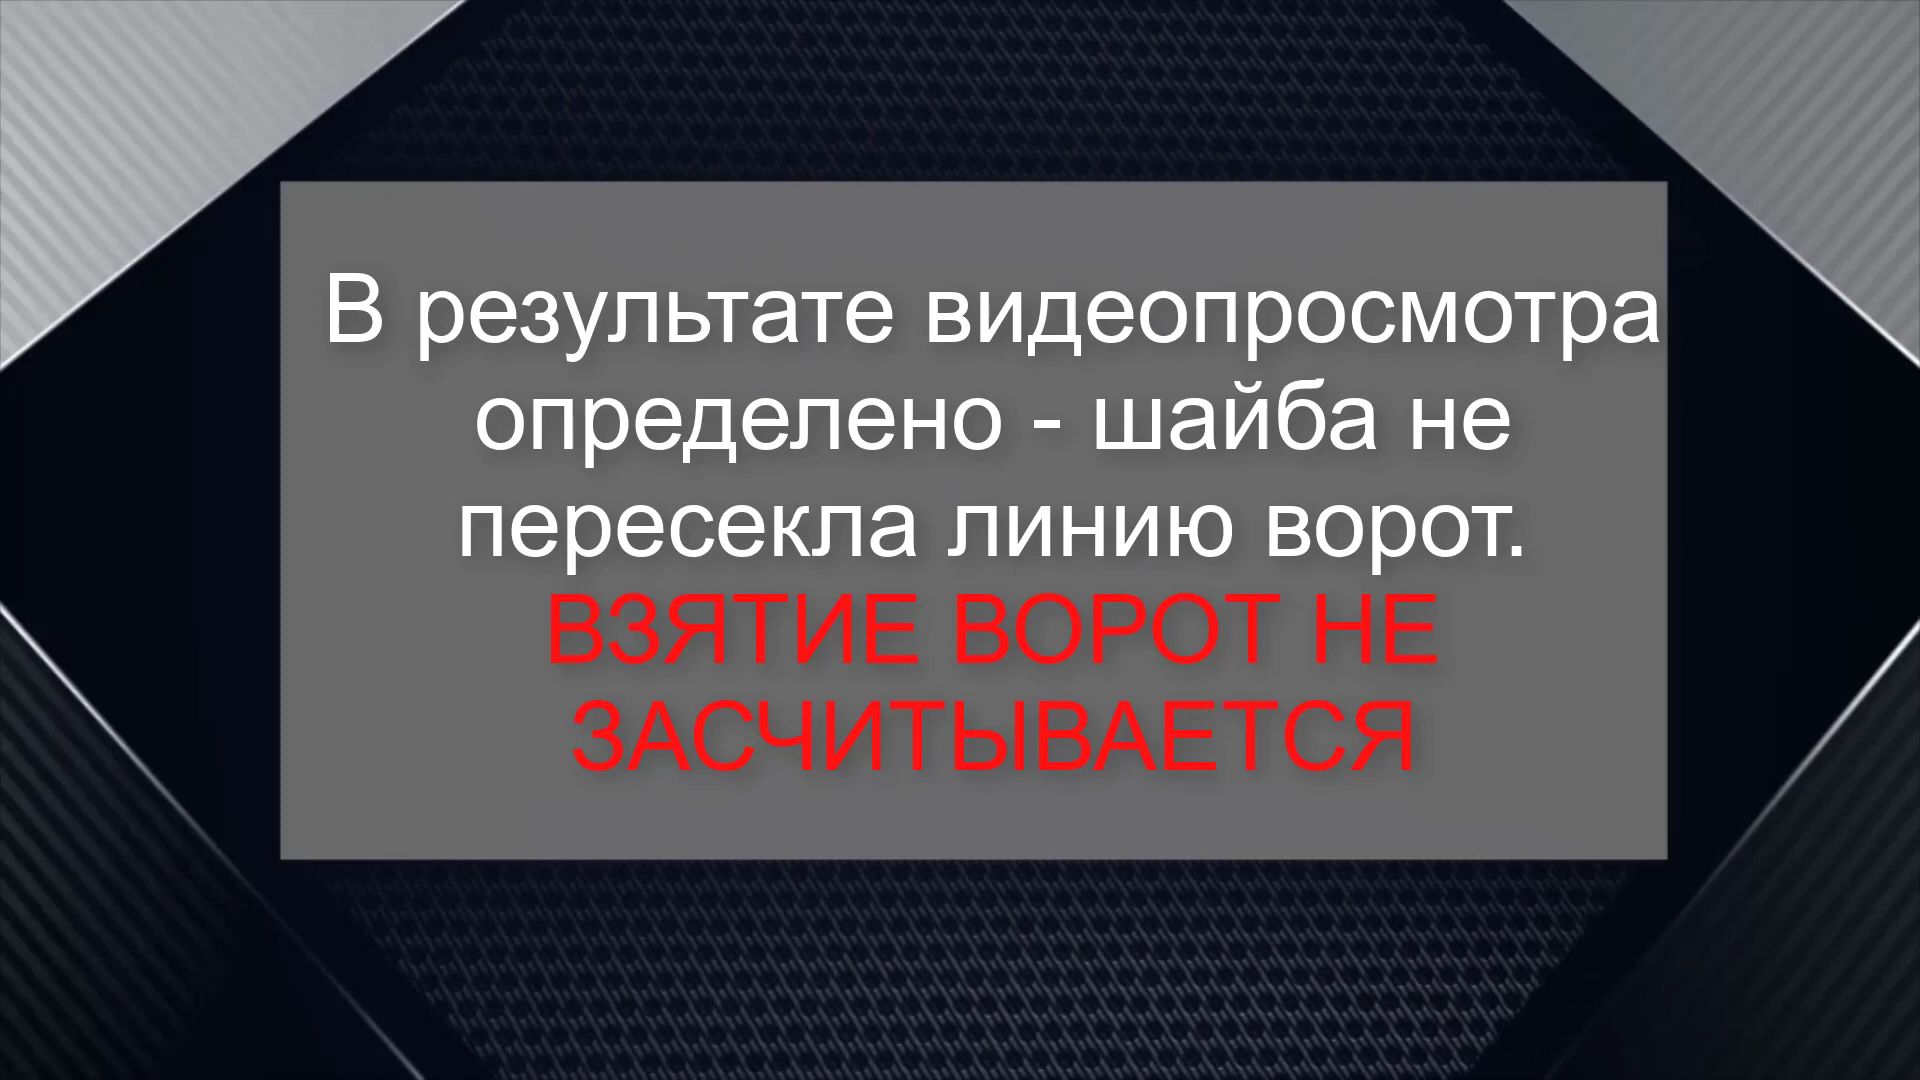 В результате видеопросмотра
определено - шайба не
пересекла линию ворот.
ВЗЯТИЕ ВОРОТ НЕ
ЗАСЧИТЫВАЕТСЯ